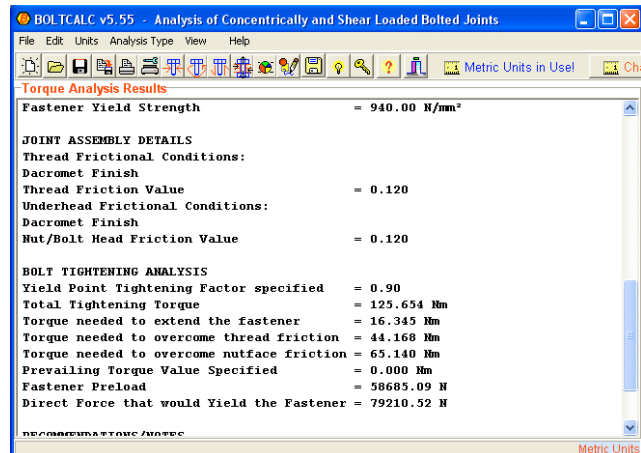 BOLTCALC v5.55 - Analysis of Concentrically and Shear Loaded Bolted Joints
File Edit Units Analysis Type View Help
Metric Units in Use!
Torque Analysis Results
Fastener Yield Strength = 940.00 N/mm²
JOINT ASSEMBLY DETAILS
Thread Frictional Conditions:
Dacromet Finish
Thread Friction Value = 0.120
Underhead Frictional Conditions:
Dacromet Finish
Nut/Bolt Head Friction Value = 0.120
BOLT TIGHTENING ANALYSIS
Yield Point Tightening Factor specified = 0.90
Total Tightening Torque = 125.654 Nm
Torque needed to extend the fastener = 16.345 Nm
Torque needed to overcome thread friction = 44.168 Nm
Torque needed to overcome nutface friction = 65.140 Nm
Prevailing Torque Value Specified = 0.000 Nm
Fastener Preload = 58685.09 N
Direct Force that would Yield the Fastener = 79210.52 N
RECOMMENDATIONS/NOTES
Metric Units